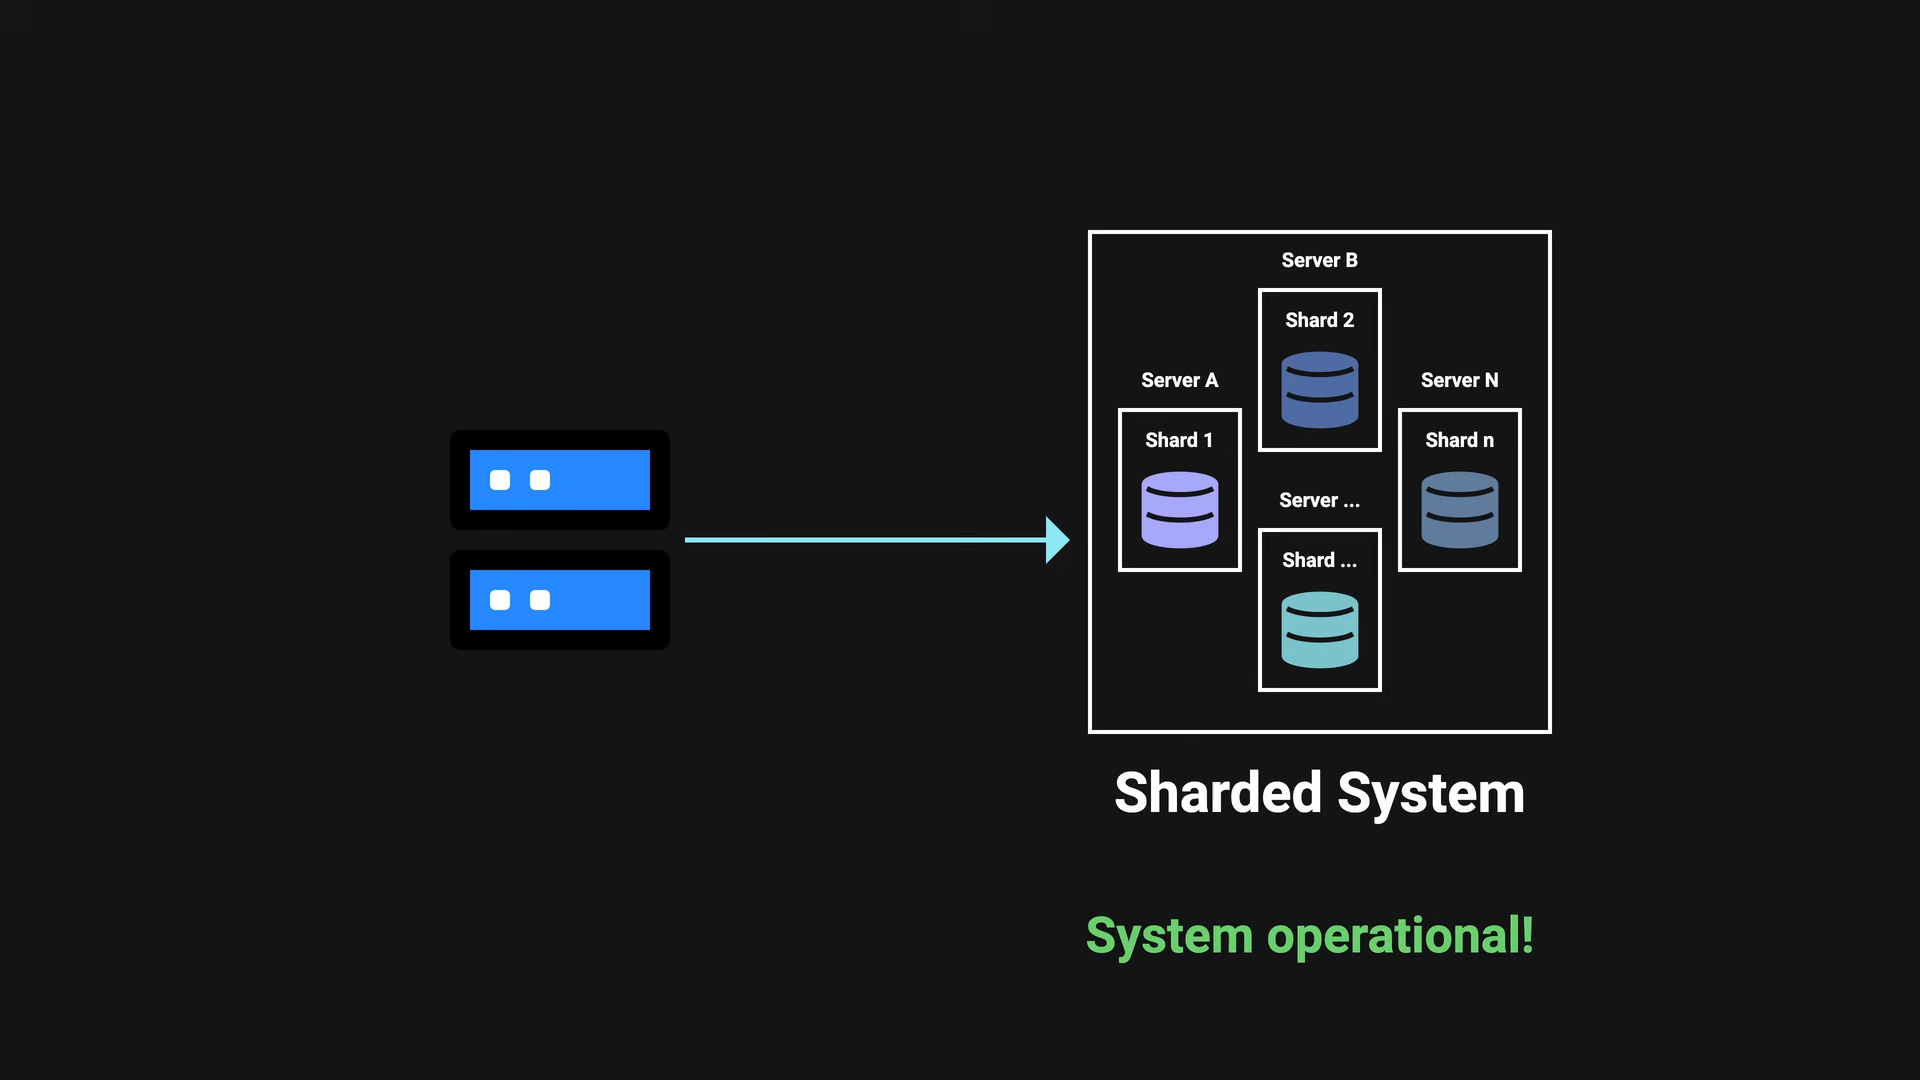 Server B
Shard 2
Server A
Shard 1
Server N
Shard n
Server ...
Shard ...
Sharded System
System operational!